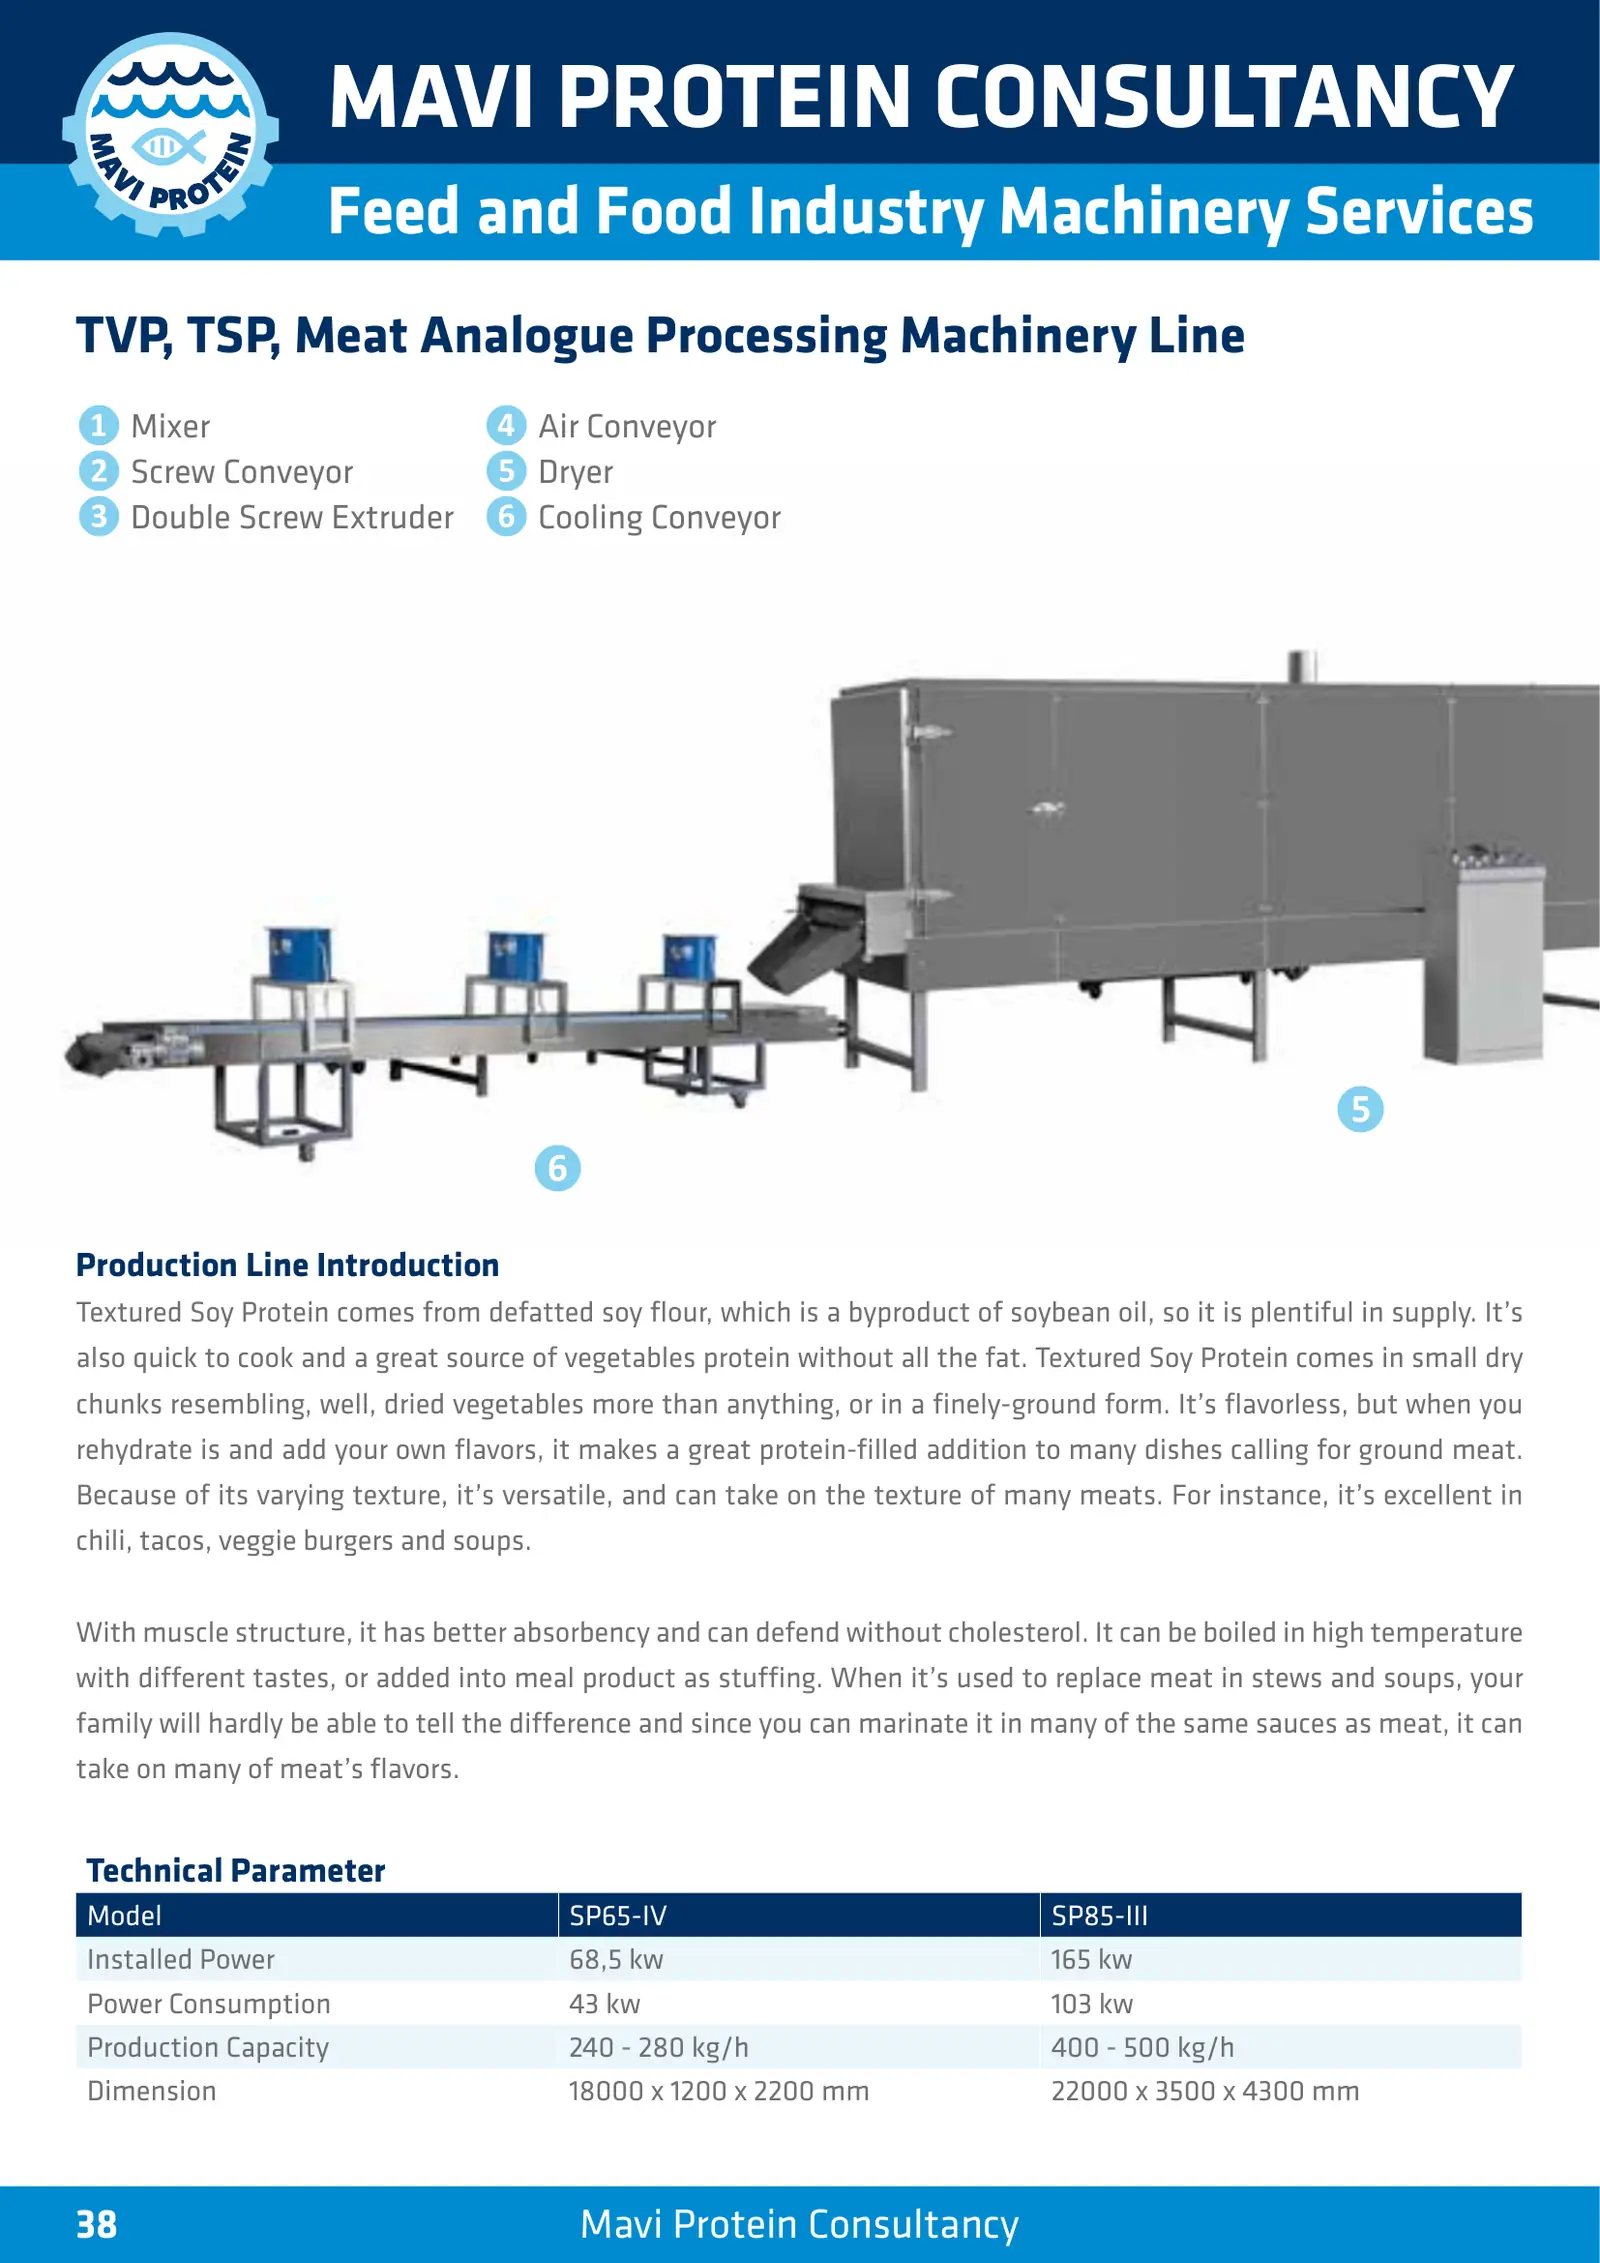 MAVI PROTEIN
MAVI PROTEIN CONSULTANCY
Feed and Food Industry Machinery Services
TVP, TSP, Meat Analogue Processing Machinery Line
1 Mixer
2 Screw Conveyor
3 Double Screw Extruder
4 Air Conveyor
5 Dryer
6 Cooling Conveyor
5
6
Production Line Introduction
Textured Soy Protein comes from defatted soy flour, which is a byproduct of soybean oil, so it is plentiful in supply. It’s
also quick to cook and a great source of vegetables protein without all the fat. Textured Soy Protein comes in small dry
chunks resembling, well, dried vegetables more than anything, or in a finely-ground form. It’s flavorless, but when you
rehydrate is and add your own flavors, it makes a great protein-filled addition to many dishes calling for ground meat.
Because of its varying texture, it’s versatile, and can take on the texture of many meats. For instance, it’s excellent in
chili, tacos, veggie burgers and soups.
With muscle structure, it has better absorbency and can defend without cholesterol. It can be boiled in high temperature
with different tastes, or added into meal product as stuffing. When it’s used to replace meat in stews and soups, your
family will hardly be able to tell the difference and since you can marinate it in many of the same sauces as meat, it can
take on many of meat’s flavors.
Technical Parameter
Model SP65-IV SP85-III
Installed Power 68,5 kw 165 kw
Power Consumption 43 kw 103 kw
Production Capacity 240 - 280 kg/h 400 - 500 kg/h
Dimension 18000 x 1200 x 2200 mm 22000 x 3500 x 4300 mm
38
Mavi Protein Consultancy